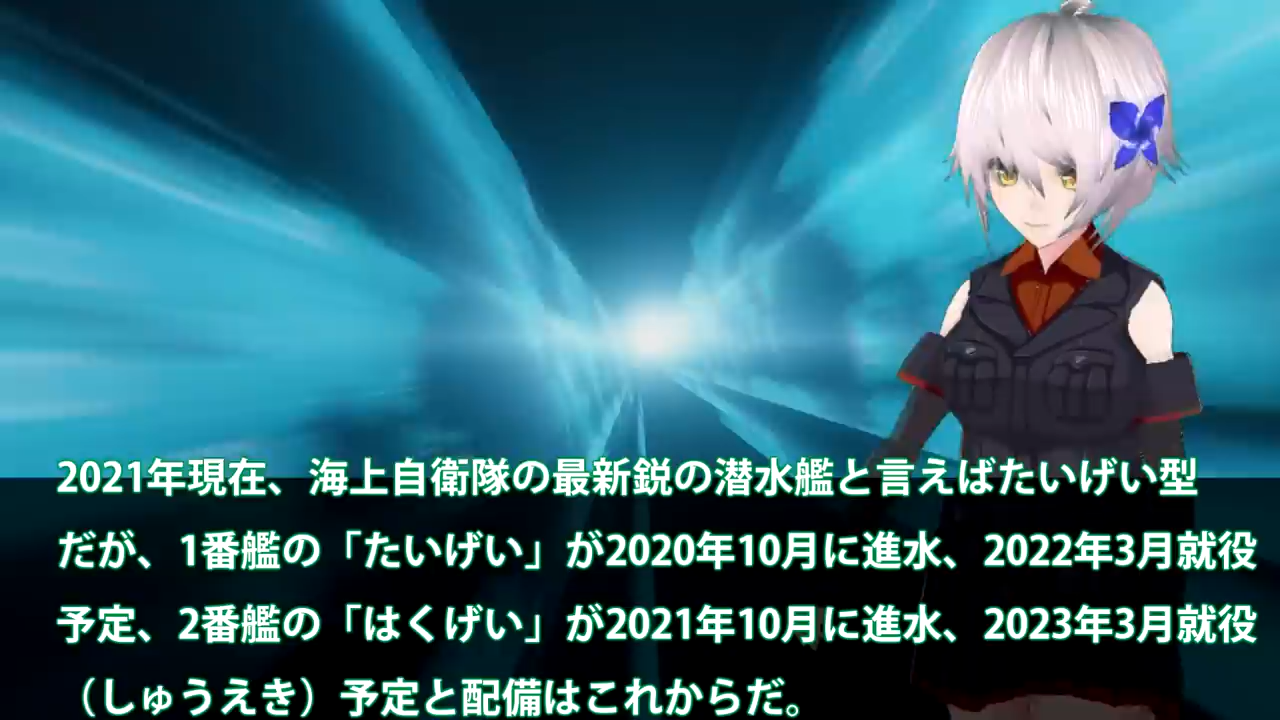 2021年現在、海上自衛隊の最新鋭の潜水艦と言えばたいげい型
だが、1番艦の「たいげい」が2020年10月に進水、2022年3月就役
予定、2番艦の「はくげい」が2021年10月に進水、2023年3月就役
（しゅうえき）予定と配備はこれからだ。